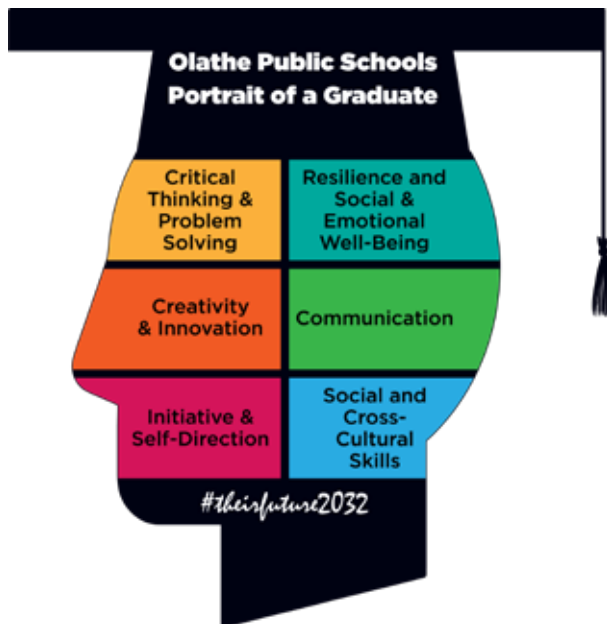 Olathe Public Schools
Portrait of a Graduate
Critical
Thinking &
Problem
Solving
Resilience and
Social &
Emotional
Well-Being
Creativity
& Innovation
Communication
Initiative &
Self-Direction
Social and
Cross-
Cultural
Skills
#theirfuture2032